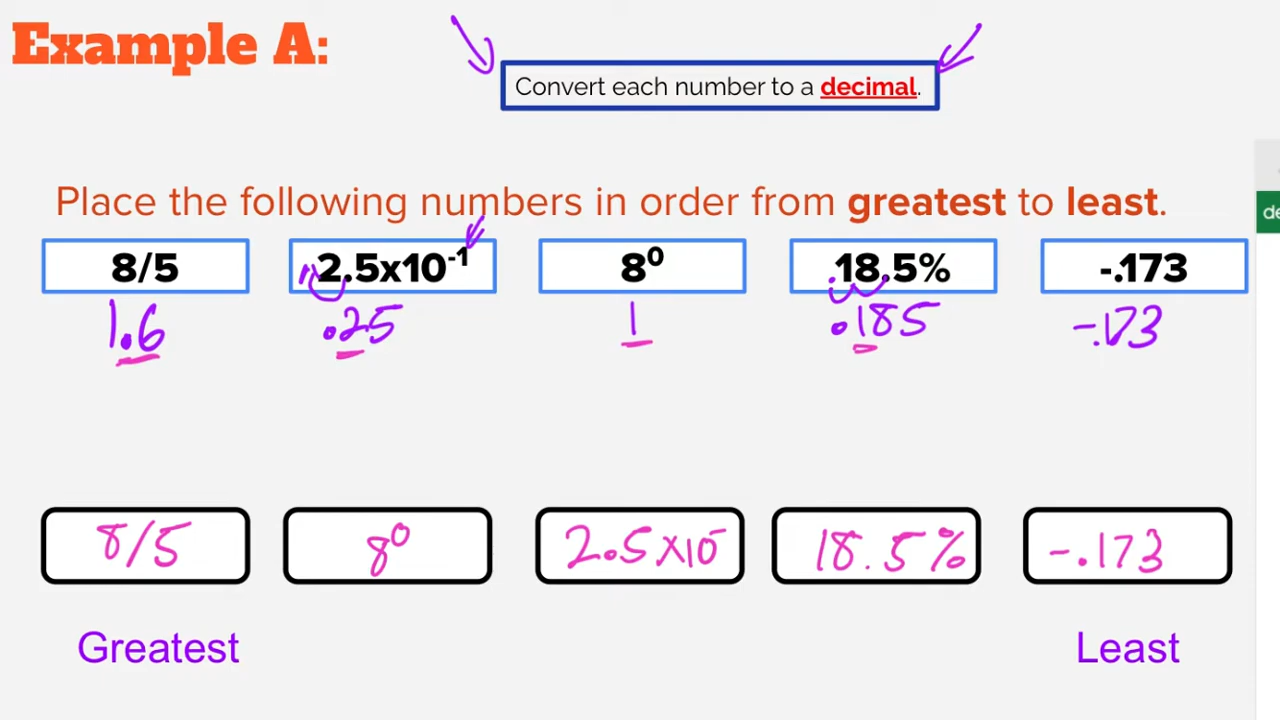 Example A:
Convert each number to a decimal.
Place the following numbers in order from greatest to least.
8/5 2.5x10⁻¹ 8⁰ 18.5% -.173
1.6 .25 1 .185 -.173
8/5 8⁰ 2.5x10⁻ 18.5% -.173
Greatest Least